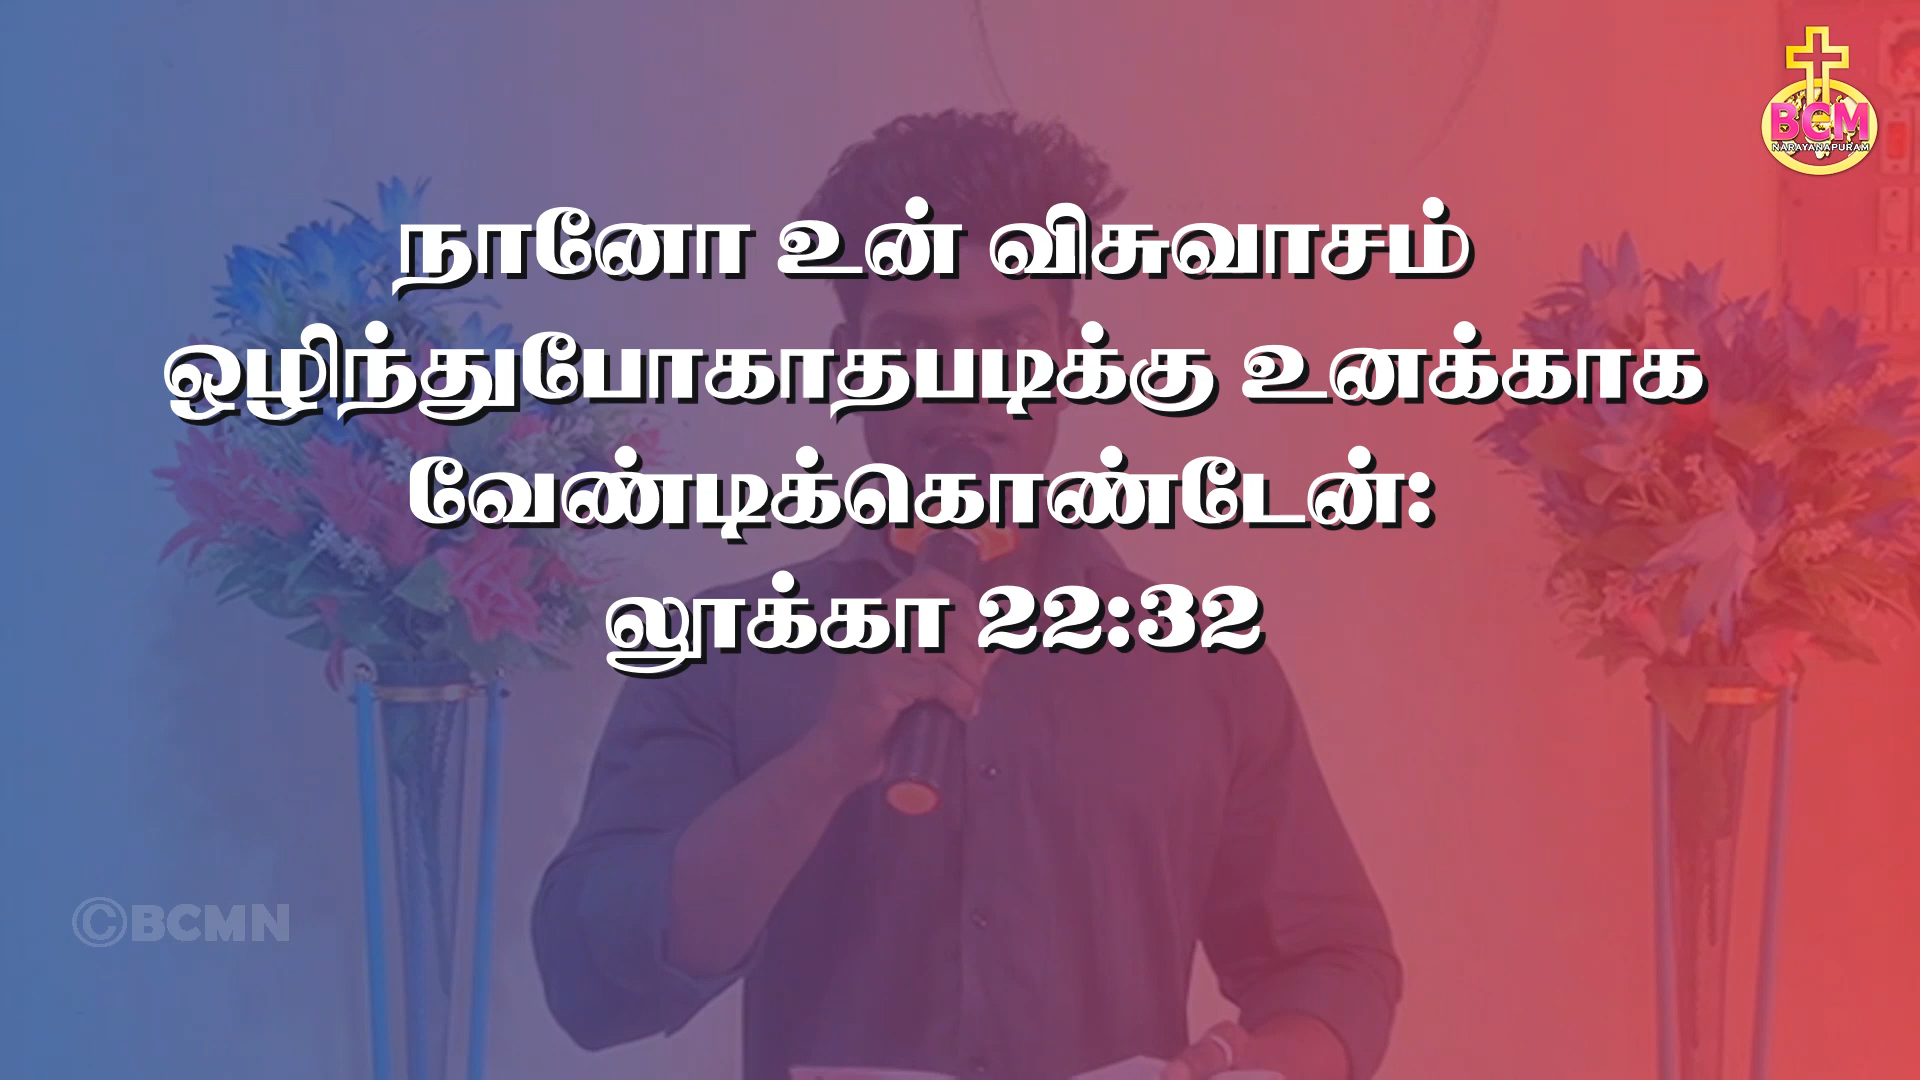 BCM
NARAYANAPURAM
நானோ உன் விசுவாசம்
ஒழிந்துபோகாதபடிக்கு உனக்காக
வேண்டிக்கொண்டேன்:
லூக்கா 22:32
©BCMN